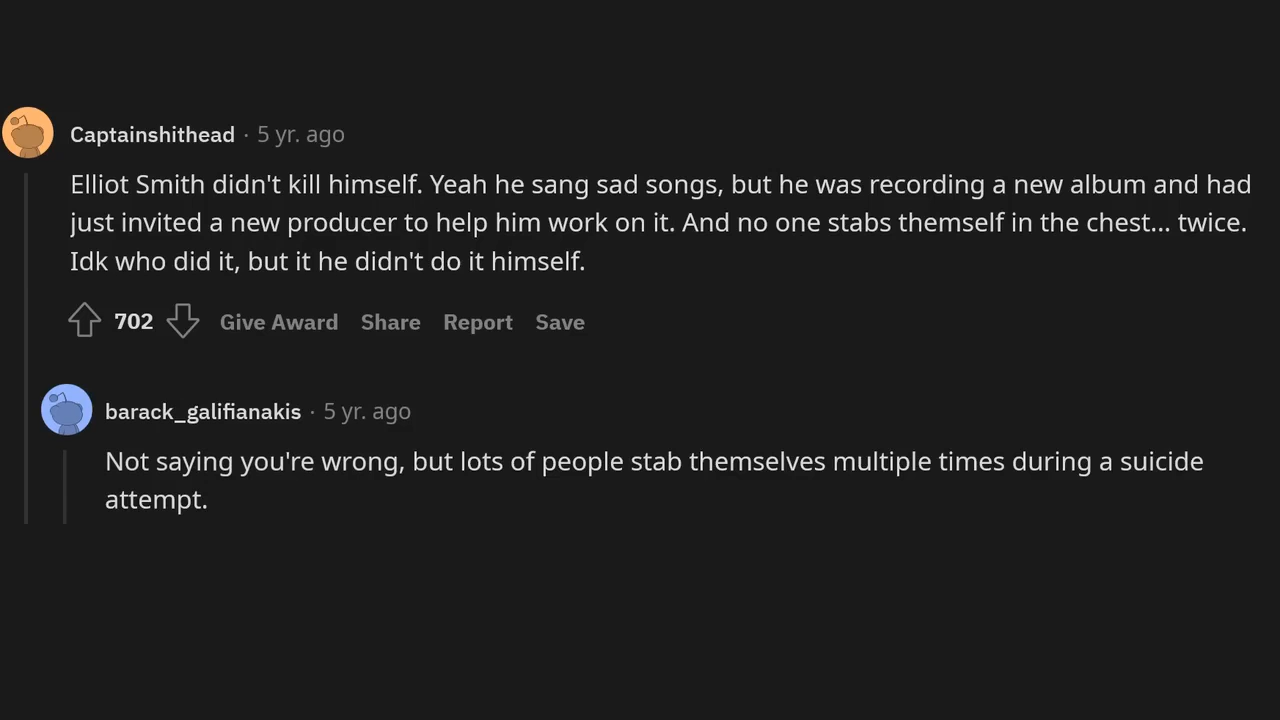 Captainshithead · 5 yr. ago
Elliot Smith didn't kill himself. Yeah he sang sad songs, but he was recording a new album and had
just invited a new producer to help him work on it. And no one stabs themself in the chest... twice.
Idk who did it, but it he didn't do it himself.
702 Give Award Share Report Save
barack_galifianakis · 5 yr. ago
Not saying you're wrong, but lots of people stab themselves multiple times during a suicide
attempt.